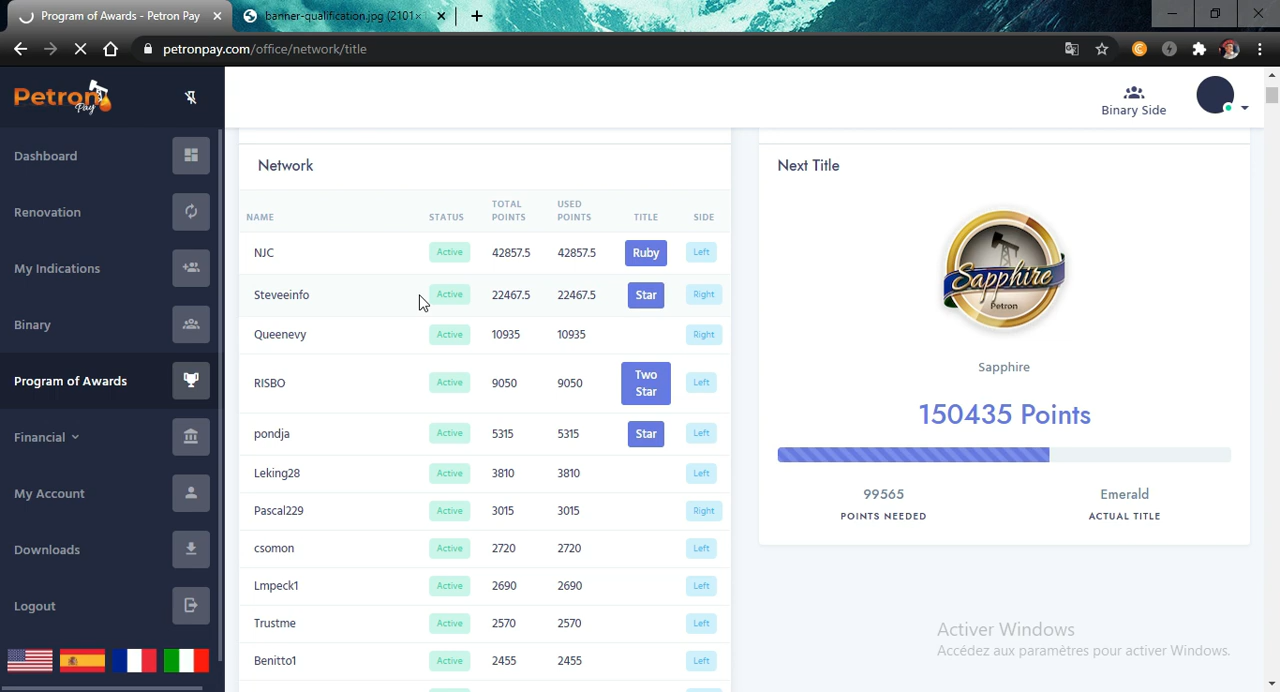 Program of Awards - Petron Pay
banner-qualification.jpg (2101×
petronpay.com/office/network/title
Petron
Pay
Binary Side
Dashboard
Renovation
My Indications
Binary
Program of Awards
Financial
My Account
Downloads
Logout
Network
NAME STATUS TOTAL POINTS USED POINTS TITLE SIDE
NJC Active 42857.5 42857.5 Ruby Left
Steveeinfo Active 22467.5 22467.5 Star Right
Queenevy Active 10935 10935 Right
RISBO Active 9050 9050 Two Star Left
pondja Active 5315 5315 Star Left
Leking28 Active 3810 3810 Left
Pascal229 Active 3015 3015 Right
csomon Active 2720 2720 Left
Lmpeck1 Active 2690 2690 Left
Trustme Active 2570 2570 Left
Benitto1 Active 2455 2455 Left
Next Title
Sapphire
Petron
Sapphire
150435 Points
99565 Emerald
POINTS NEEDED ACTUAL TITLE
Activer Windows
Accédez aux paramètres pour activer Windows.